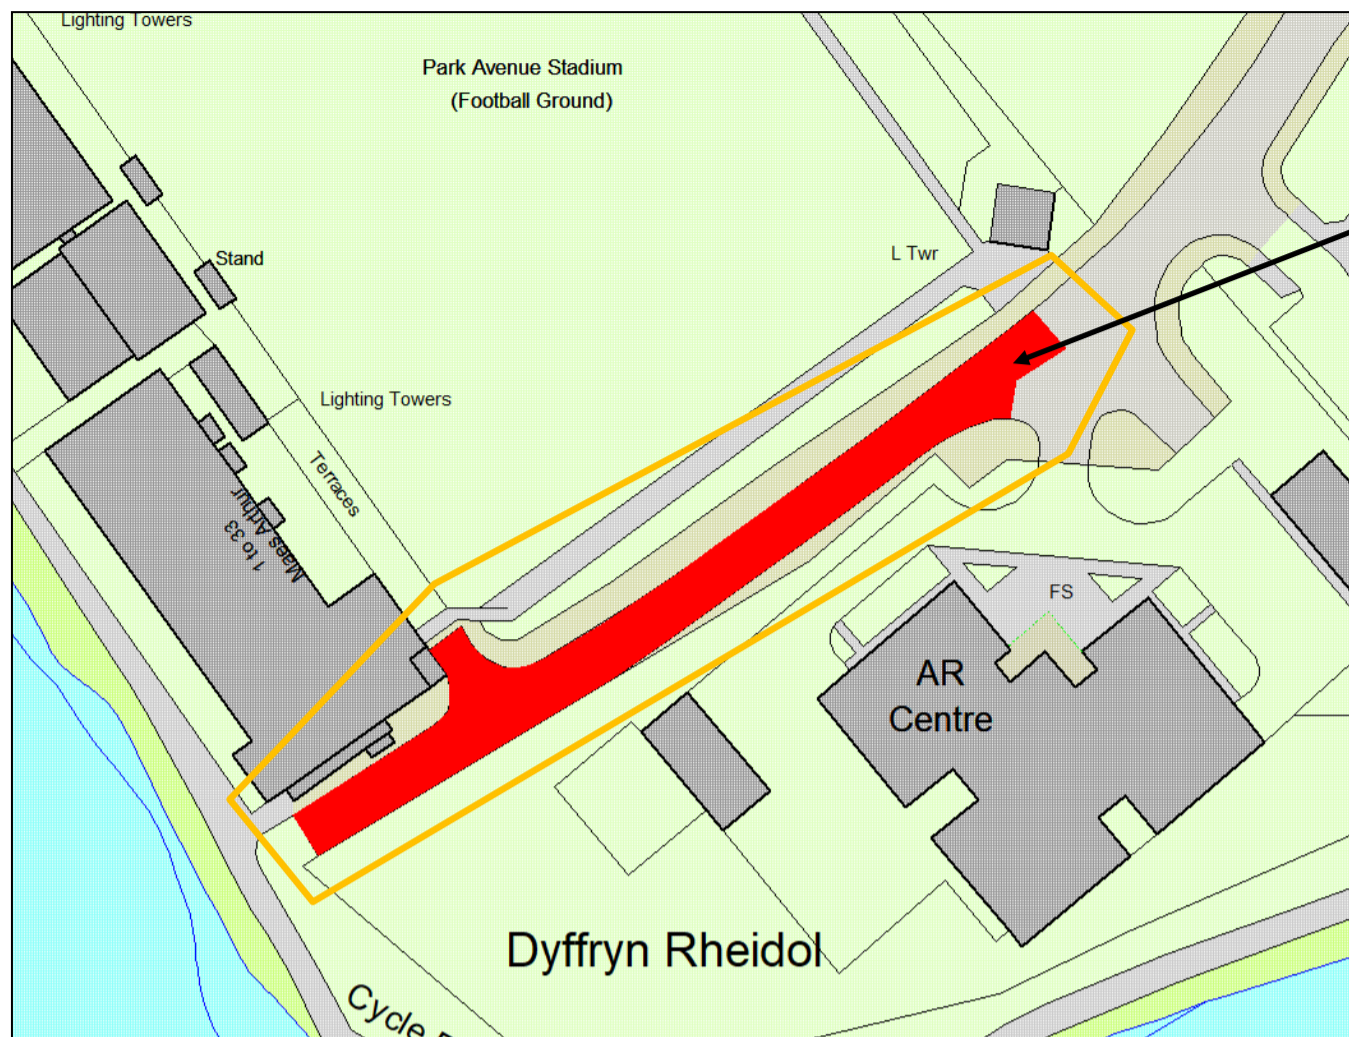 Lighting Towers
Park Avenue Stadium
(Football Ground)
L Twr
Stand
Lighting Towers
Terraces
1 to 33
Maes Arthur
FS
AR
Centre
Dyffryn Rheidol
Cycle